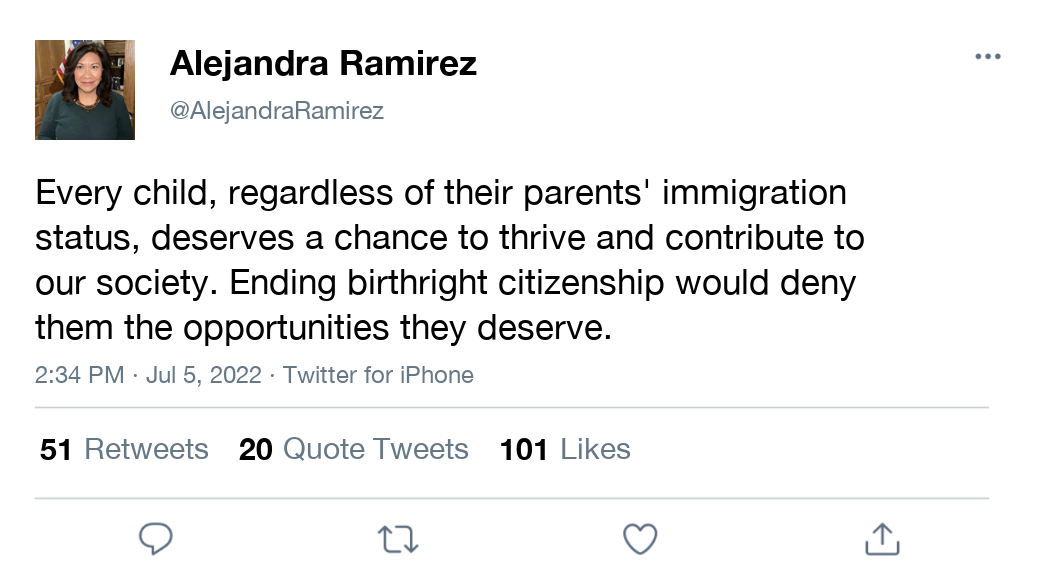 Alejandra Ramirez
@AlejandraRamirez
Every child, regardless of their parents' immigration
status, deserves a chance to thrive and contribute to
our society. Ending birthright citizenship would deny
them the opportunities they deserve.
2:34 PM · Jul 5, 2022 · Twitter for iPhone
51 Retweets 20 Quote Tweets 101 Likes